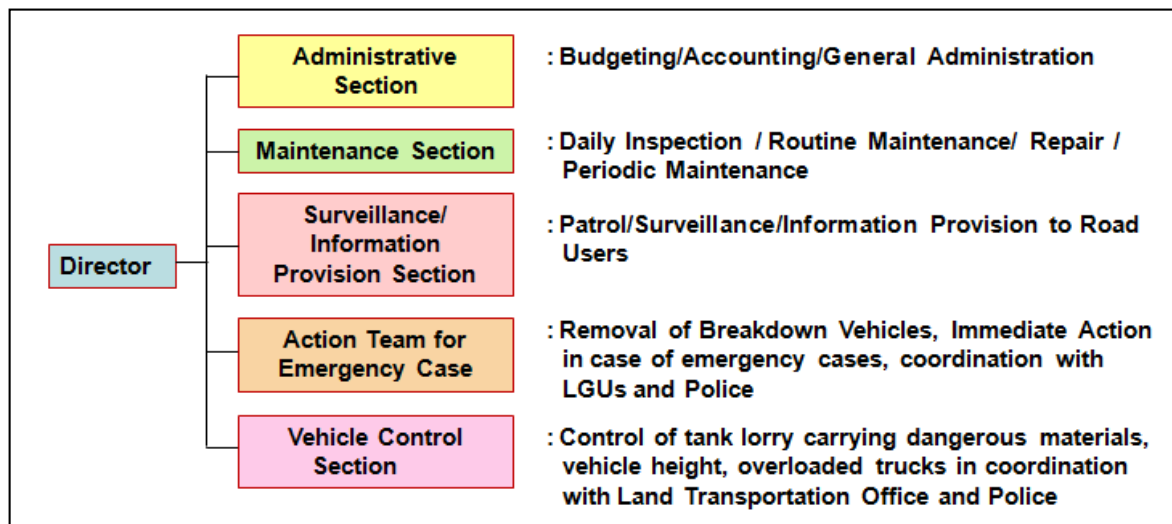 Administrative
Section
: Budgeting/Accounting/General Administration
Maintenance Section
: Daily Inspection / Routine Maintenance/ Repair /
Periodic Maintenance
Surveillance/
Information
Provision Section
: Patrol/Surveillance/Information Provision to Road
Users
Director
Action Team for
Emergency Case
: Removal of Breakdown Vehicles, Immediate Action
in case of emergency cases, coordination with
LGUs and Police
Vehicle Control
Section
: Control of tank lorry carrying dangerous materials,
vehicle height, overloaded trucks in coordination
with Land Transportation Office and Police